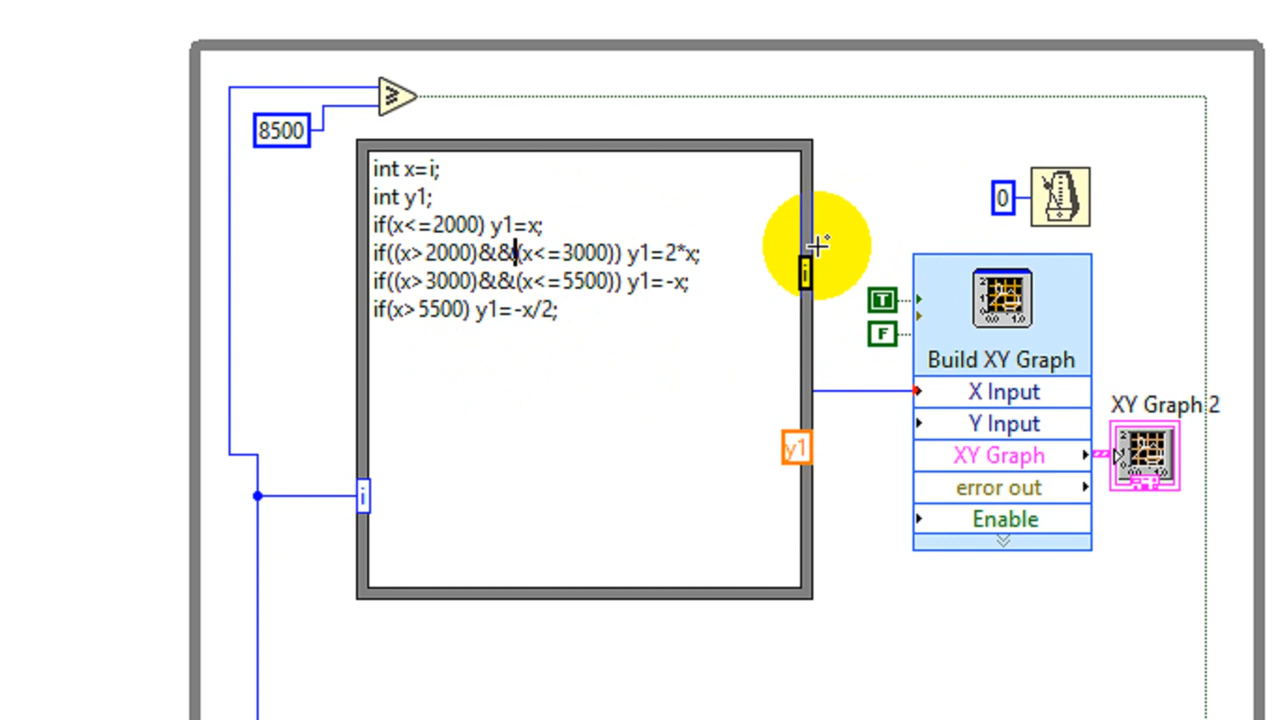 8500
int x=i;
int y1;
if(x<=2000) y1=x;
if((x>2000)&&(x<=3000)) y1=2*x;
if((x>3000)&&(x<=5500)) y1=-x;
if(x>5500) y1=-x/2;
i
i
y1
0
T
F
Build XY Graph
X Input
Y Input
XY Graph
error out
Enable
XY Graph 2